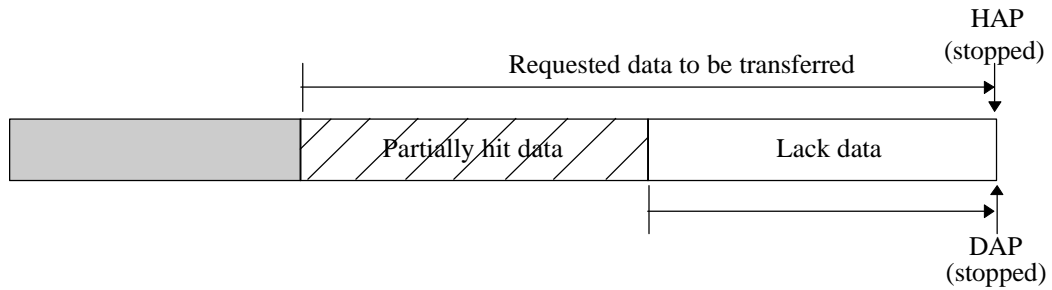 HAP
(stopped)
Requested data to be transferred
Partially hit data
Lack data
DAP
(stopped)